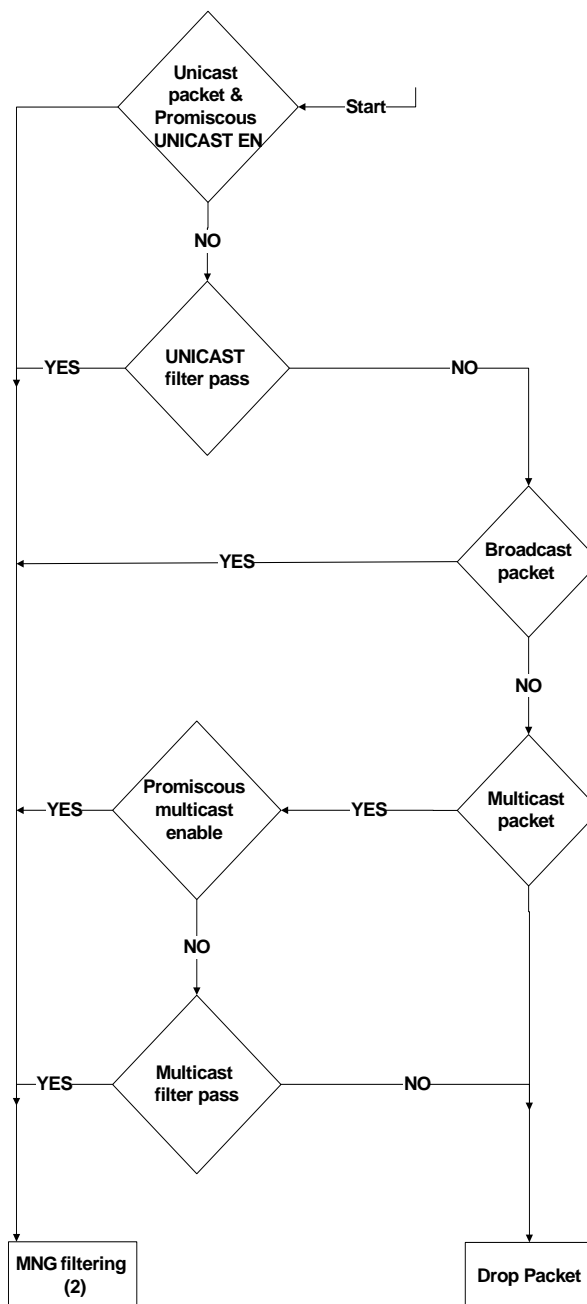 Unicast
packet &
Promiscous
UNICAST EN
Start
NO
UNICAST
filter pass
YES
NO
Broadcast
packet
YES
NO
Multicast
packet
YES
Promiscous
multicast
enable
YES
NO
Multicast
filter pass
YES
NO
MNG filtering
(2)
Drop Packet